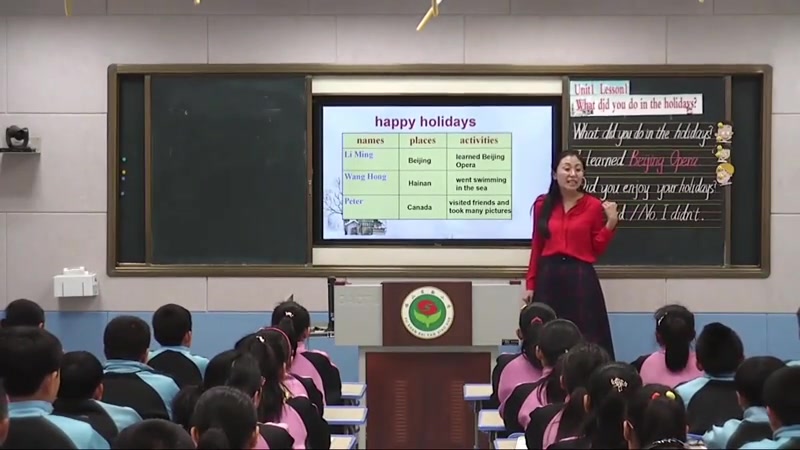 happy holidays
names places activities
Li Ming Beijing learned Beijing Opera
Wang Hong Hainan went swimming in the sea
Peter Canada visited friends and took many pictures
Unit1 Lesson1
What did you do in the holidays?
What did you do in the holidays?
learned Beijing Opera
did you enjoy your holidays?
/No. I didn't.